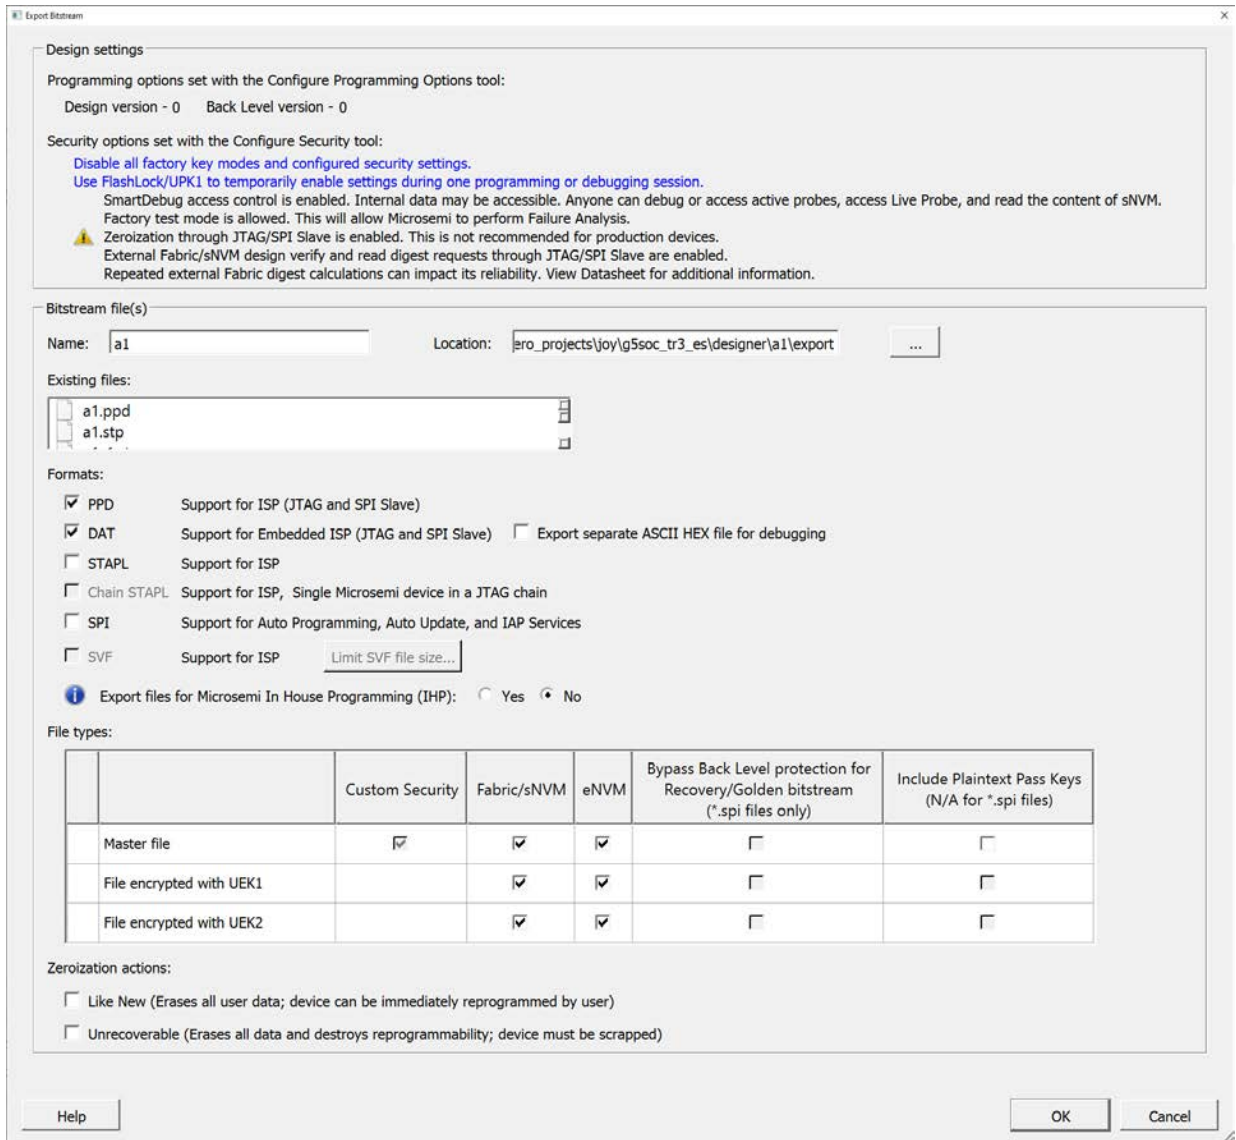 Export Bitstream
Design settings
Programming options set with the Configure Programming Options tool:
Design version - 0 Back Level version - 0
Security options set with the Configure Security tool:
Disable all factory key modes and configured security settings.
Use FlashLock/UPK1 to temporarily enable settings during one programming or debugging session.
SmartDebug access control is enabled. Internal data may be accessible. Anyone can debug or access active probes, access Live Probe, and read the content of sNVM.
Factory test mode is allowed. This will allow Microsemi to perform Failure Analysis.
Zeroization through JTAG/SPI Slave is enabled. This is not recommended for production devices.
External Fabric/sNVM design verify and read digest requests through JTAG/SPI Slave are enabled.
Repeated external Fabric digest calculations can impact its reliability. View Datasheet for additional information.
Bitstream file(s)
Name: a1 Location: ero_projects\joy\g5soc_tr3_es\designer\a1\export ...
Existing files:
a1.ppd
a1.stp
Formats:
PPD Support for ISP (JTAG and SPI Slave)
DAT Support for Embedded ISP (JTAG and SPI Slave) Export separate ASCII HEX file for debugging
STAPL Support for ISP
Chain STAPL Support for ISP, Single Microsemi device in a JTAG chain
SPI Support for Auto Programming, Auto Update, and IAP Services
SVF Support for ISP Limit SVF file size...
Export files for Microsemi In House Programming (IHP): Yes No
File types:
Custom Security Fabric/sNVM eNVM Bypass Back Level protection for Recovery/Golden bitstream (*.spi files only) Include Plaintext Pass Keys (N/A for *.spi files)
Master file
File encrypted with UEK1
File encrypted with UEK2
Zeroization actions:
Like New (Erases all user data; device can be immediately reprogrammed by user)
Unrecoverable (Erases all data and destroys reprogrammability; device must be scrapped)
Help OK Cancel